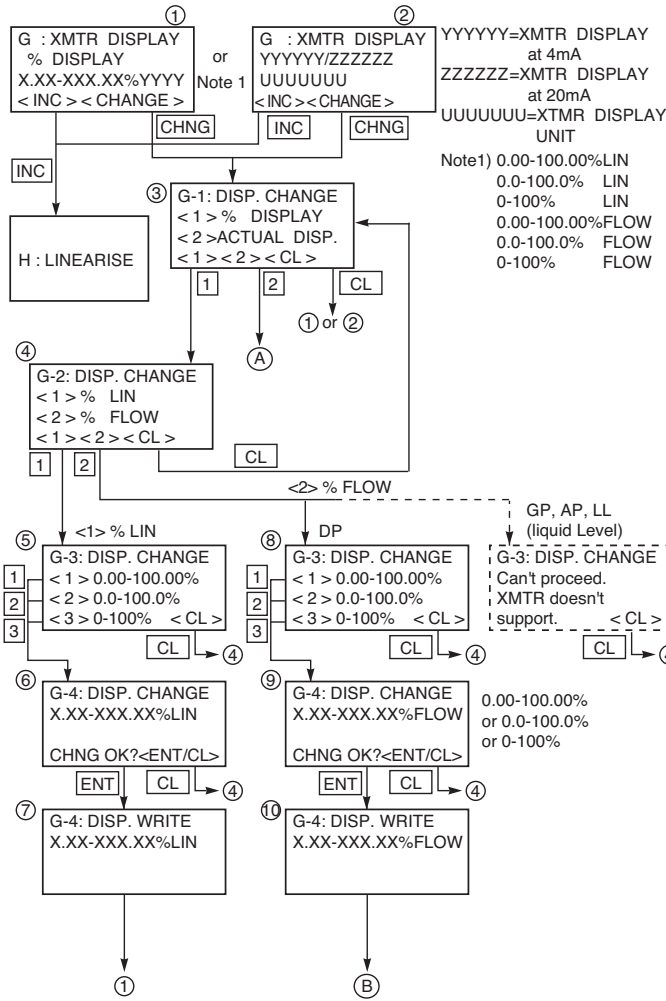 ①
G : XMTR DISPLAY
% DISPLAY
X.XX-XXX.XX%YYYY
< INC > < CHANGE >
or
Note 1
②
G : XMTR DISPLAY
YYYYYY/ZZZZZZ
UUUUUUU
< INC > < CHANGE >
YYYYYY=XMTR DISPLAY
at 4mA
ZZZZZZ=XMTR DISPLAY
at 20mA
UUUUUUU=XTMR DISPLAY
UNIT
Note1) 0.00-100.00%LIN
0.0-100.0% LIN
0-100% LIN
0.00-100.00%FLOW
0.0-100.0% FLOW
0-100% FLOW
CHNG
INC
CHNG
INC
H : LINEARISE
③
G-1: DISP. CHANGE
< 1 > % DISPLAY
< 2 >ACTUAL DISP.
< 1 > < 2 > < CL >
1
2
CL
① or ②
A
④
G-2: DISP. CHANGE
< 1 > % LIN
< 2 > % FLOW
< 1 > < 2 > < CL >
1
2
CL
<2> % FLOW
<1> % LIN
DP
GP, AP, LL
(liquid Level)
⑤
G-3: DISP. CHANGE
< 1 > 0.00-100.00%
< 2 > 0.0-100.0%
< 3 > 0-100% < CL >
1
2
3
CL
④
⑧
G-3: DISP. CHANGE
< 1 > 0.00-100.00%
< 2 > 0.0-100.0%
< 3 > 0-100% < CL >
1
2
3
CL
④
G-3: DISP. CHANGE
Can't proceed.
XMTR doesn't
support. < CL >
CL
⑥
G-4: DISP. CHANGE
X.XX-XXX.XX%LIN
CHNG OK?<ENT/CL>
ENT
CL
④
⑨
G-4: DISP. CHANGE
X.XX-XXX.XX%FLOW
CHNG OK?<ENT/CL>
0.00-100.00%
or 0.0-100.0%
or 0-100%
ENT
CL
④
⑦
G-4: DISP. WRITE
X.XX-XXX.XX%LIN
①
⑩
G-4: DISP. WRITE
X.XX-XXX.XX%FLOW
B